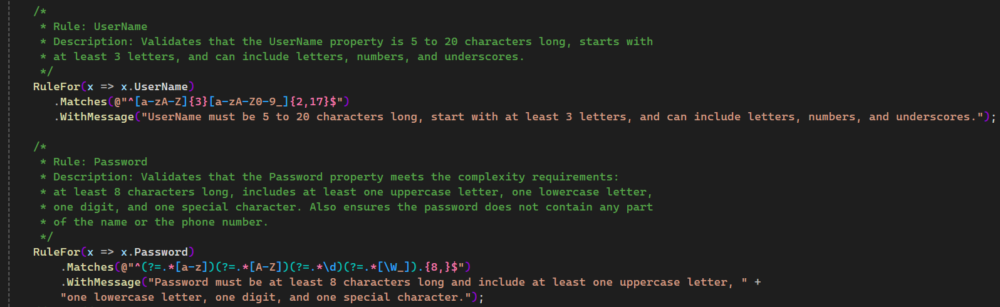 /*
* Rule: UserName
* Description: Validates that the UserName property is 5 to 20 characters long, starts with
* at least 3 letters, and can include letters, numbers, and underscores.
*/
RuleFor(x => x.UserName)
.Matches(@"^[a-zA-Z]{3}[a-zA-Z0-9_]{2,17}$")
.WithMessage("UserName must be 5 to 20 characters long, start with at least 3 letters, and can include letters, numbers, and underscores.");
/*
* Rule: Password
* Description: Validates that the Password property meets the complexity requirements:
* at least 8 characters long, includes at least one uppercase letter, one lowercase letter,
* one digit, and one special character. Also ensures the password does not contain any part
* of the name or the phone number.
*/
RuleFor(x => x.Password)
.Matches(@"^(?=.*[a-z])(?=.*[A-Z])(?=.*\d)(?=.*[\W_]).{8,}$")
.WithMessage("Password must be at least 8 characters long and include at least one uppercase letter, " +
"one lowercase letter, one digit, and one special character.");